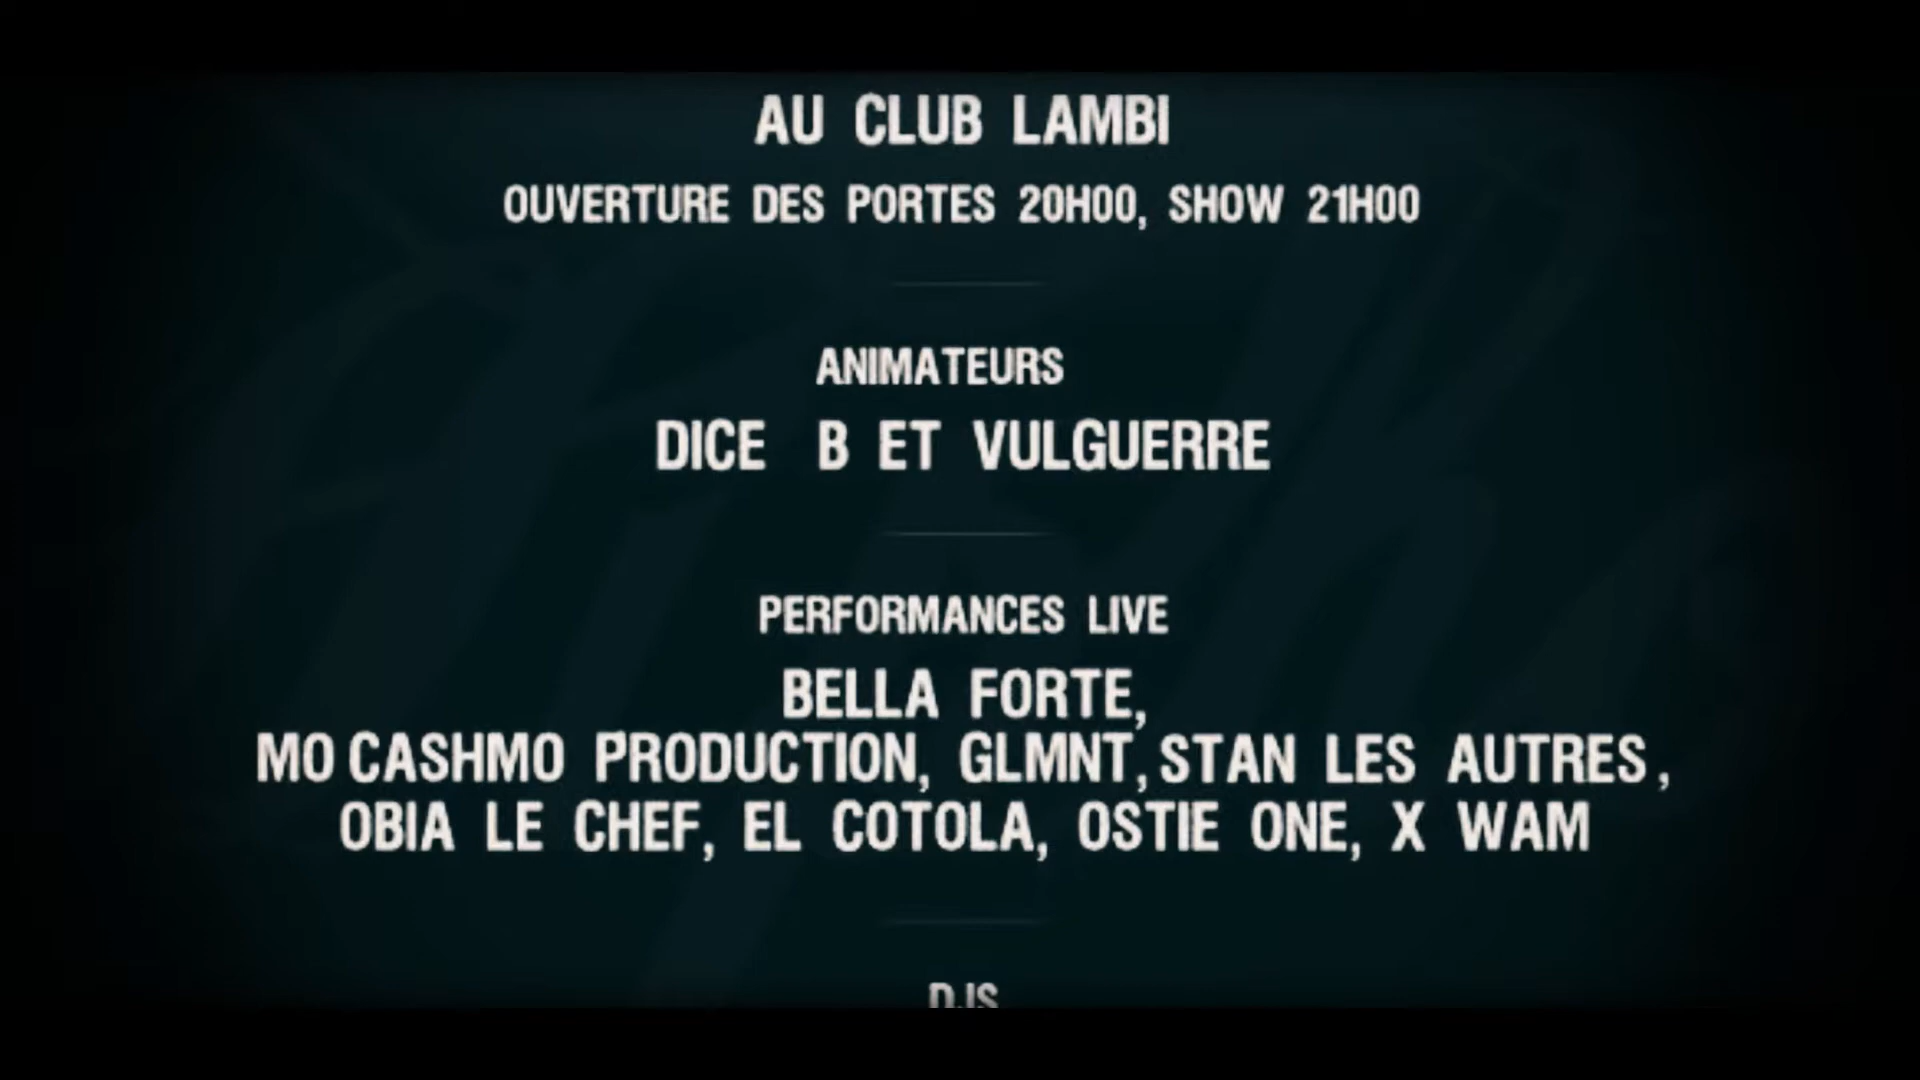 AU CLUB LAMBI
OUVERTURE DES PORTES 20H00, SHOW 21H00
ANIMATEURS
DICE B ET VULGUERRE
PERFORMANCES LIVE
BELLA FORTE,
MO CASHMO PRODUCTION, GLMNT, STAN LES AUTRES,
OBIA LE CHEF, EL COTOLA, OSTIE ONE, X WAM
DJS